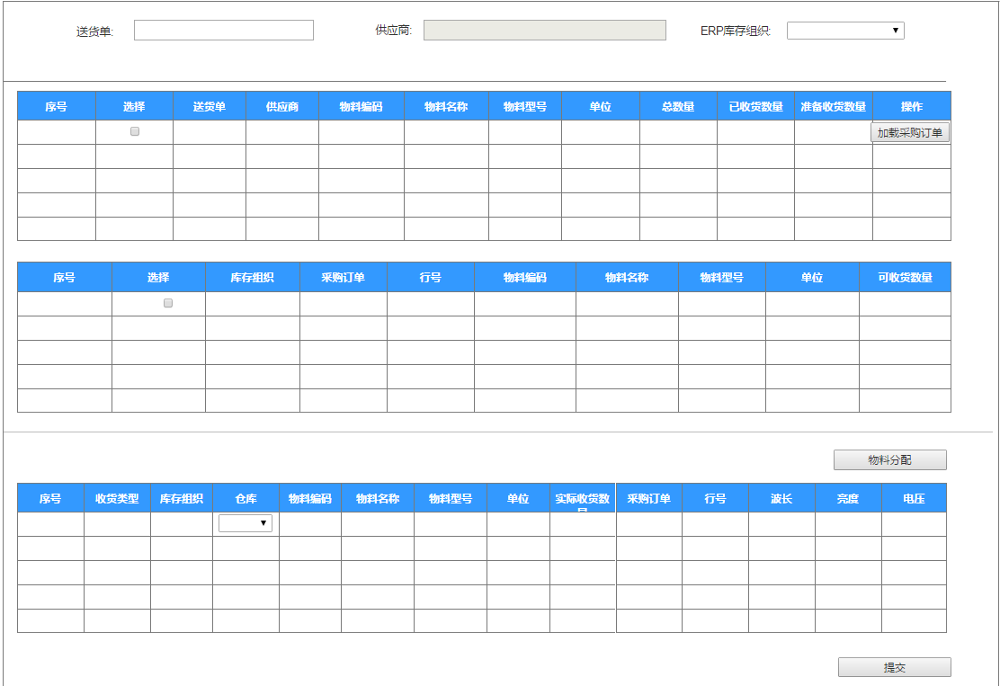 送货单: 供应商: ERP库存组织:
序号 选择 送货单 供应商 物料编码 物料名称 物料型号 单位 总数量 已收货数量 准备收货数量 操作
加载采购订单
序号 选择 库存组织 采购订单 行号 物料编码 物料名称 物料型号 单位 可收货数量
物料分配
序号 收货类型 库存组织 仓库 物料编码 物料名称 物料型号 单位 实际收货数量 采购订单 行号 波长 亮度 电压
提交